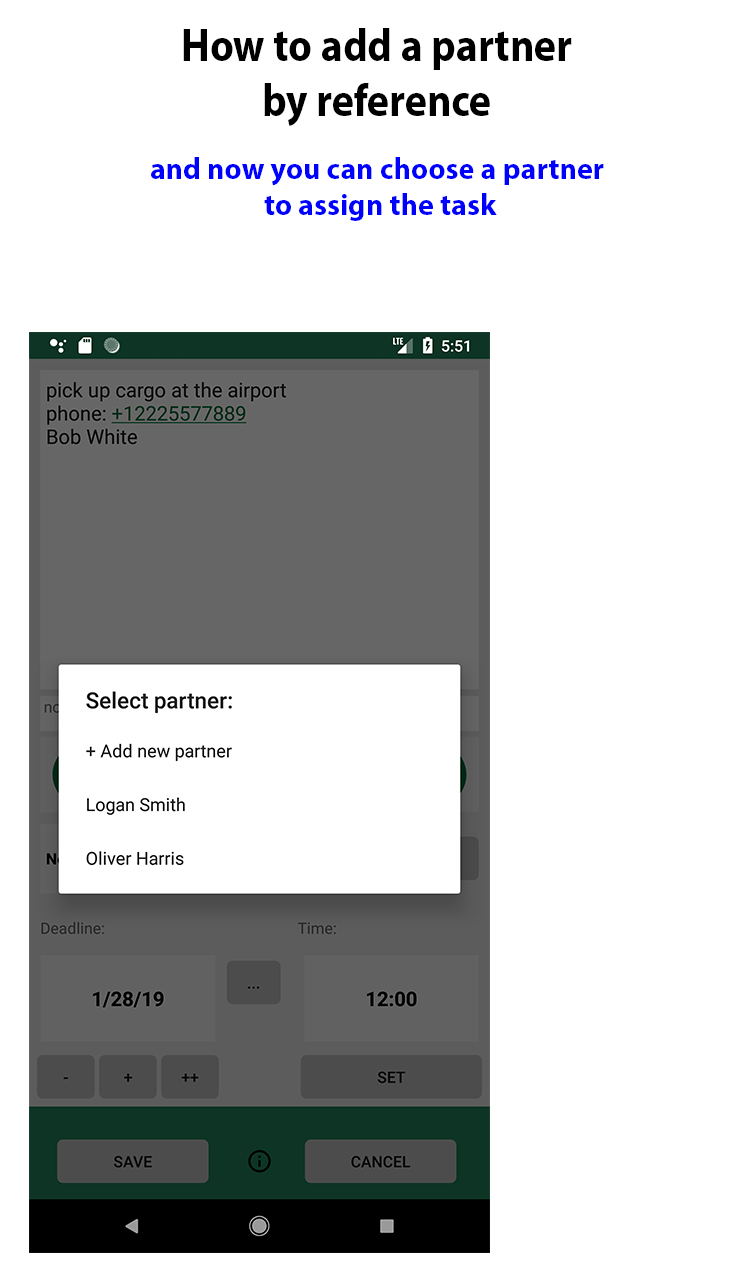 How to add a partner
by reference
and now you can choose a partner
to assign the task
LTE 5:51
pick up cargo at the airport
phone: +12225577889
Bob White
Select partner:
+ Add new partner
Logan Smith
Oliver Harris
Deadline:
Time:
1/28/19
...
12:00
-
+
++
SET
SAVE
CANCEL